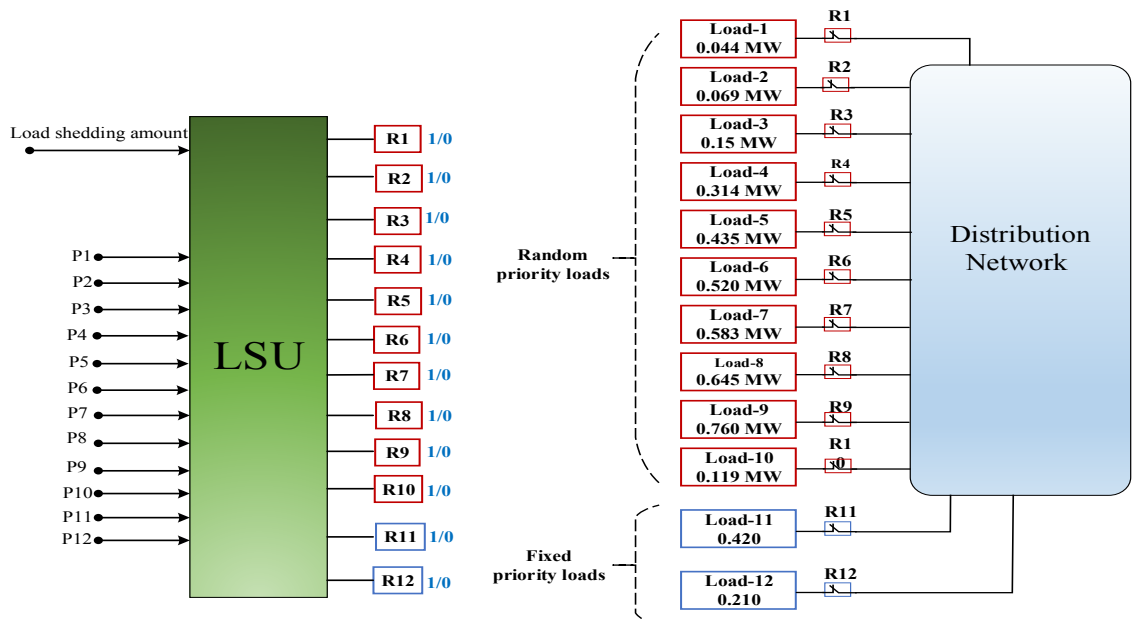 Load shedding amount
P1
P2
P3
P4
P5
P6
P7
P8
P9
P10
P11
P12
LSU
R1 1/0
R2 1/0
R3 1/0
R4 1/0
R5 1/0
R6 1/0
R7 1/0
R8 1/0
R9 1/0
R10 1/0
R11 1/0
R12 1/0
Random
priority loads
Fixed
priority loads
Load-1
0.044 MW
R1
Load-2
0.069 MW
R2
Load-3
0.15 MW
R3
Load-4
0.314 MW
R4
Load-5
0.435 MW
R5
Load-6
0.520 MW
R6
Load-7
0.583 MW
R7
Load-8
0.645 MW
R8
Load-9
0.760 MW
R9
Load-10
0.119 MW
R1
0
Load-11
0.420
R11
Load-12
0.210
R12
Distribution
Network